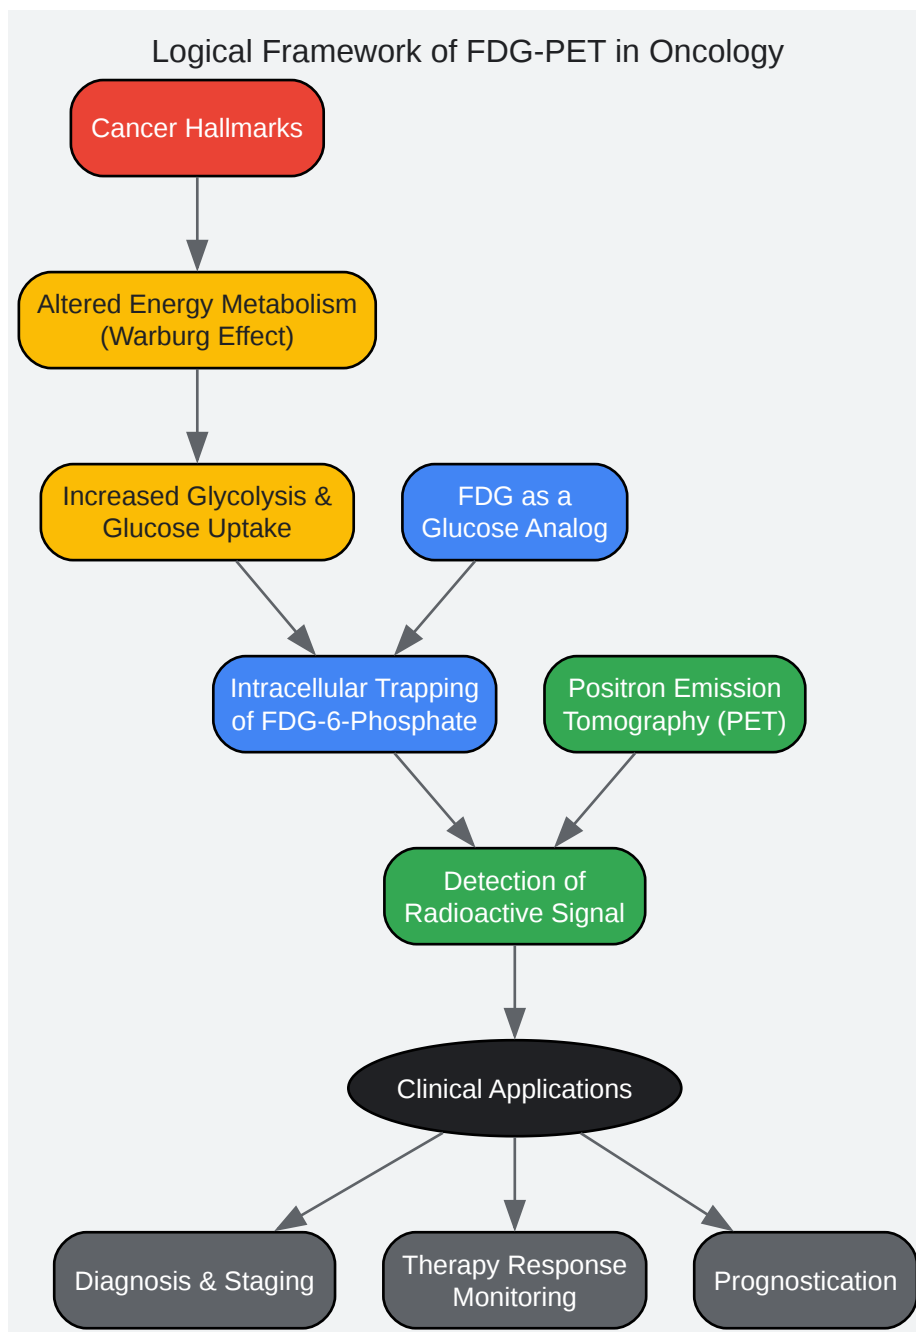 Logical Framework of FDG-PET in Oncology
Cancer Hallmarks
Altered Energy Metabolism
(Warburg Effect)
Increased Glycolysis &
Glucose Uptake
FDG as a
Glucose Analog
Intracellular Trapping
of FDG-6-Phosphate
Positron Emission
Tomography (PET)
Detection of
Radioactive Signal
Clinical Applications
Diagnosis & Staging
Therapy Response
Monitoring
Prognostication